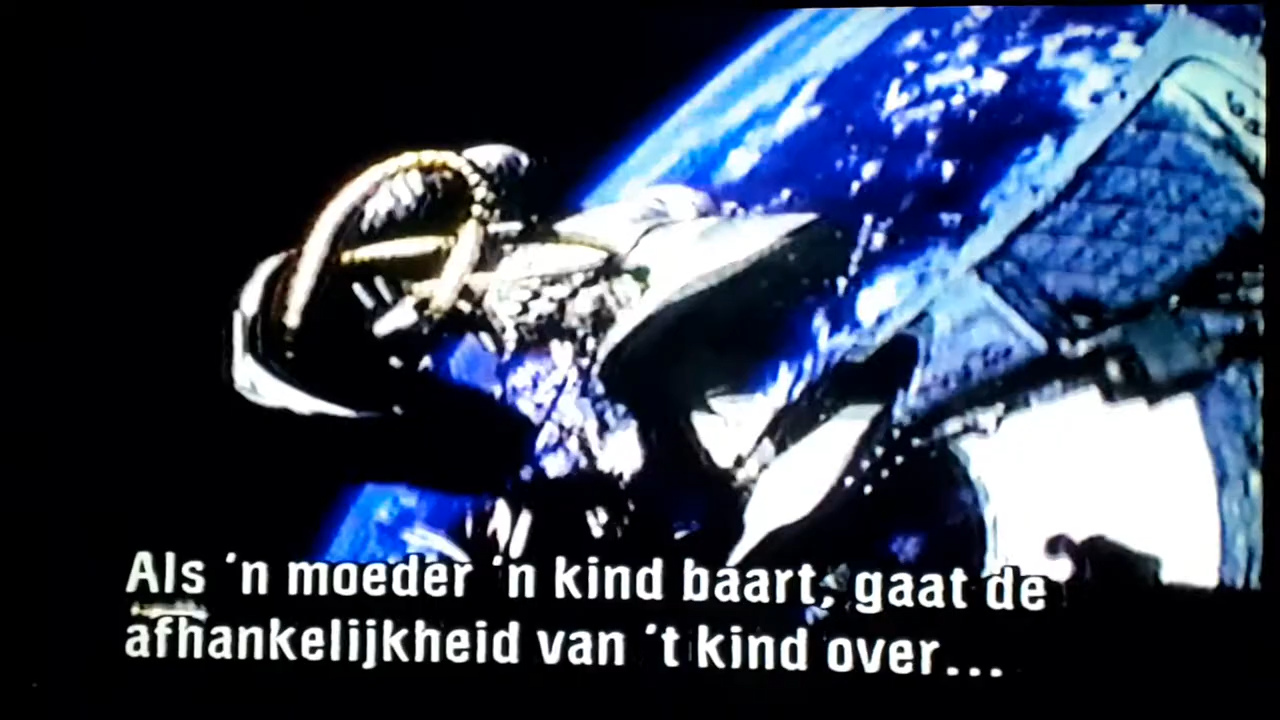 Als 'n moeder 'n kind baart, gaat de
afhankelijkheid van 't kind over...